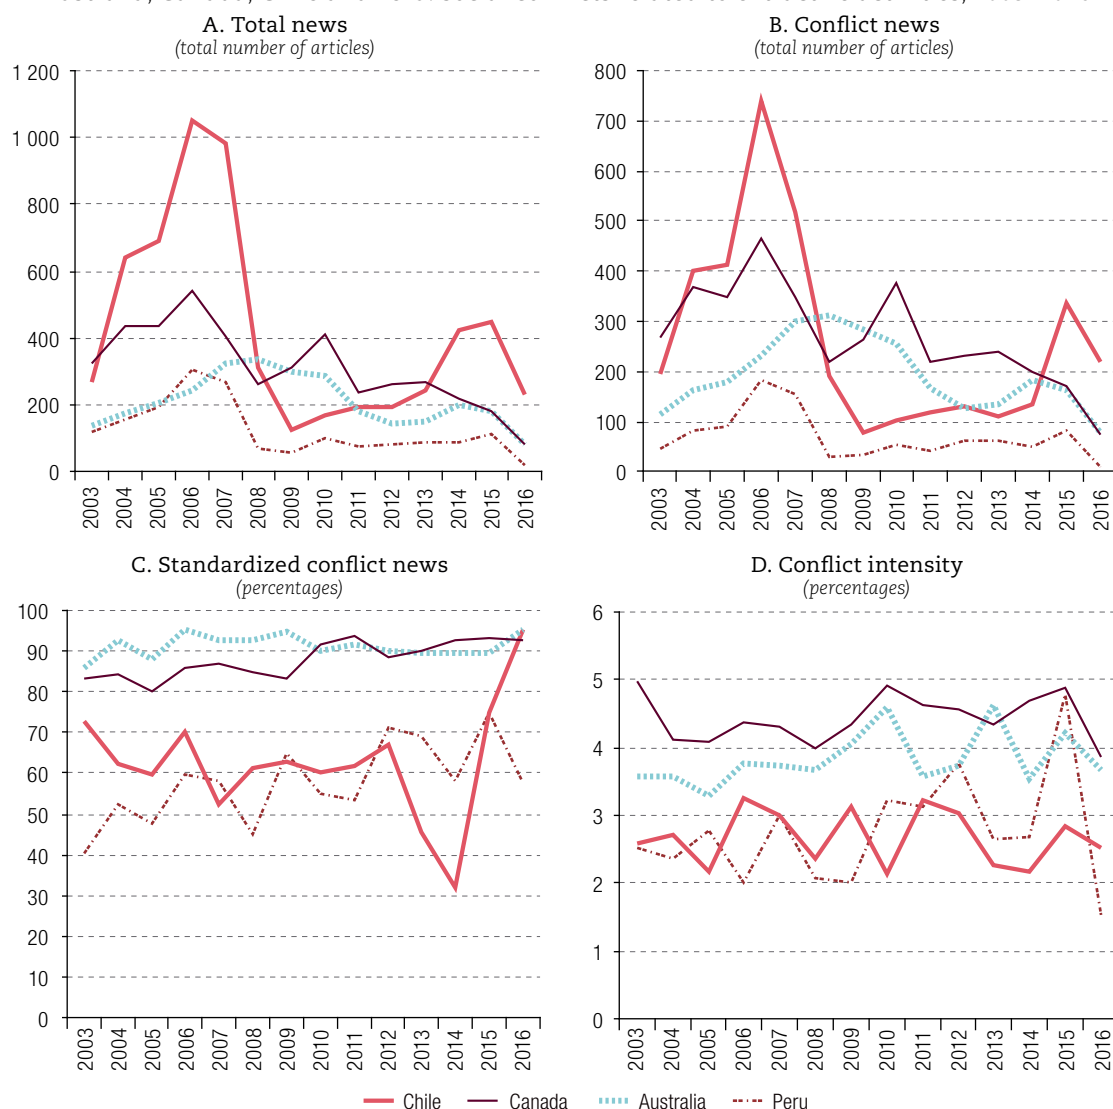 A. Total news
(total number of articles)
1 200
1 000
800
600
400
200
0
2003 2004 2005 2006 2007 2008 2009 2010 2011 2012 2013 2014 2015 2016
B. Conflict news
(total number of articles)
800
700
600
500
400
300
200
100
0
2003 2004 2005 2006 2007 2008 2009 2010 2011 2012 2013 2014 2015 2016
C. Standardized conflict news
(percentages)
100
90
80
70
60
50
40
30
20
10
0
2003 2004 2005 2006 2007 2008 2009 2010 2011 2012 2013 2014 2015 2016
D. Conflict intensity
(percentages)
6
5
4
3
2
1
0
2003 2004 2005 2006 2007 2008 2009 2010 2011 2012 2013 2014 2015 2016
Chile Canada Australia Peru